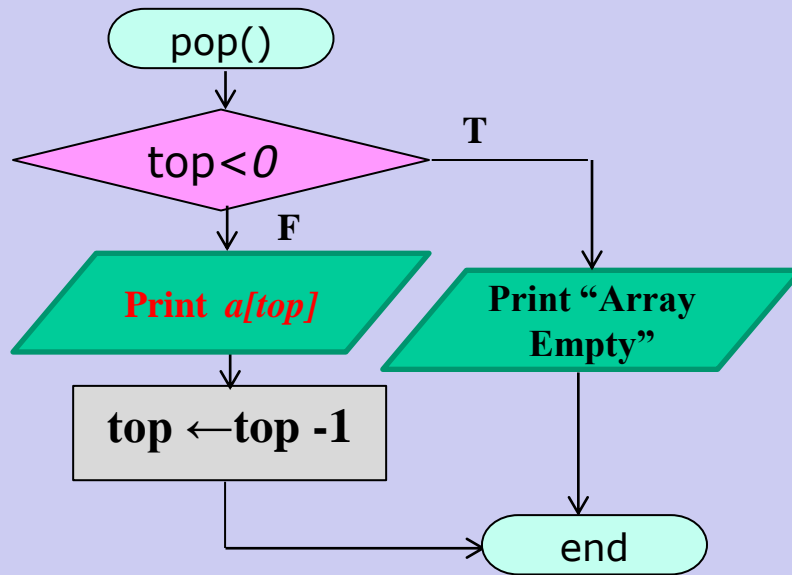 pop()
top<0
T
F
Print a[top]
Print “Array
Empty”
top ←top -1
end